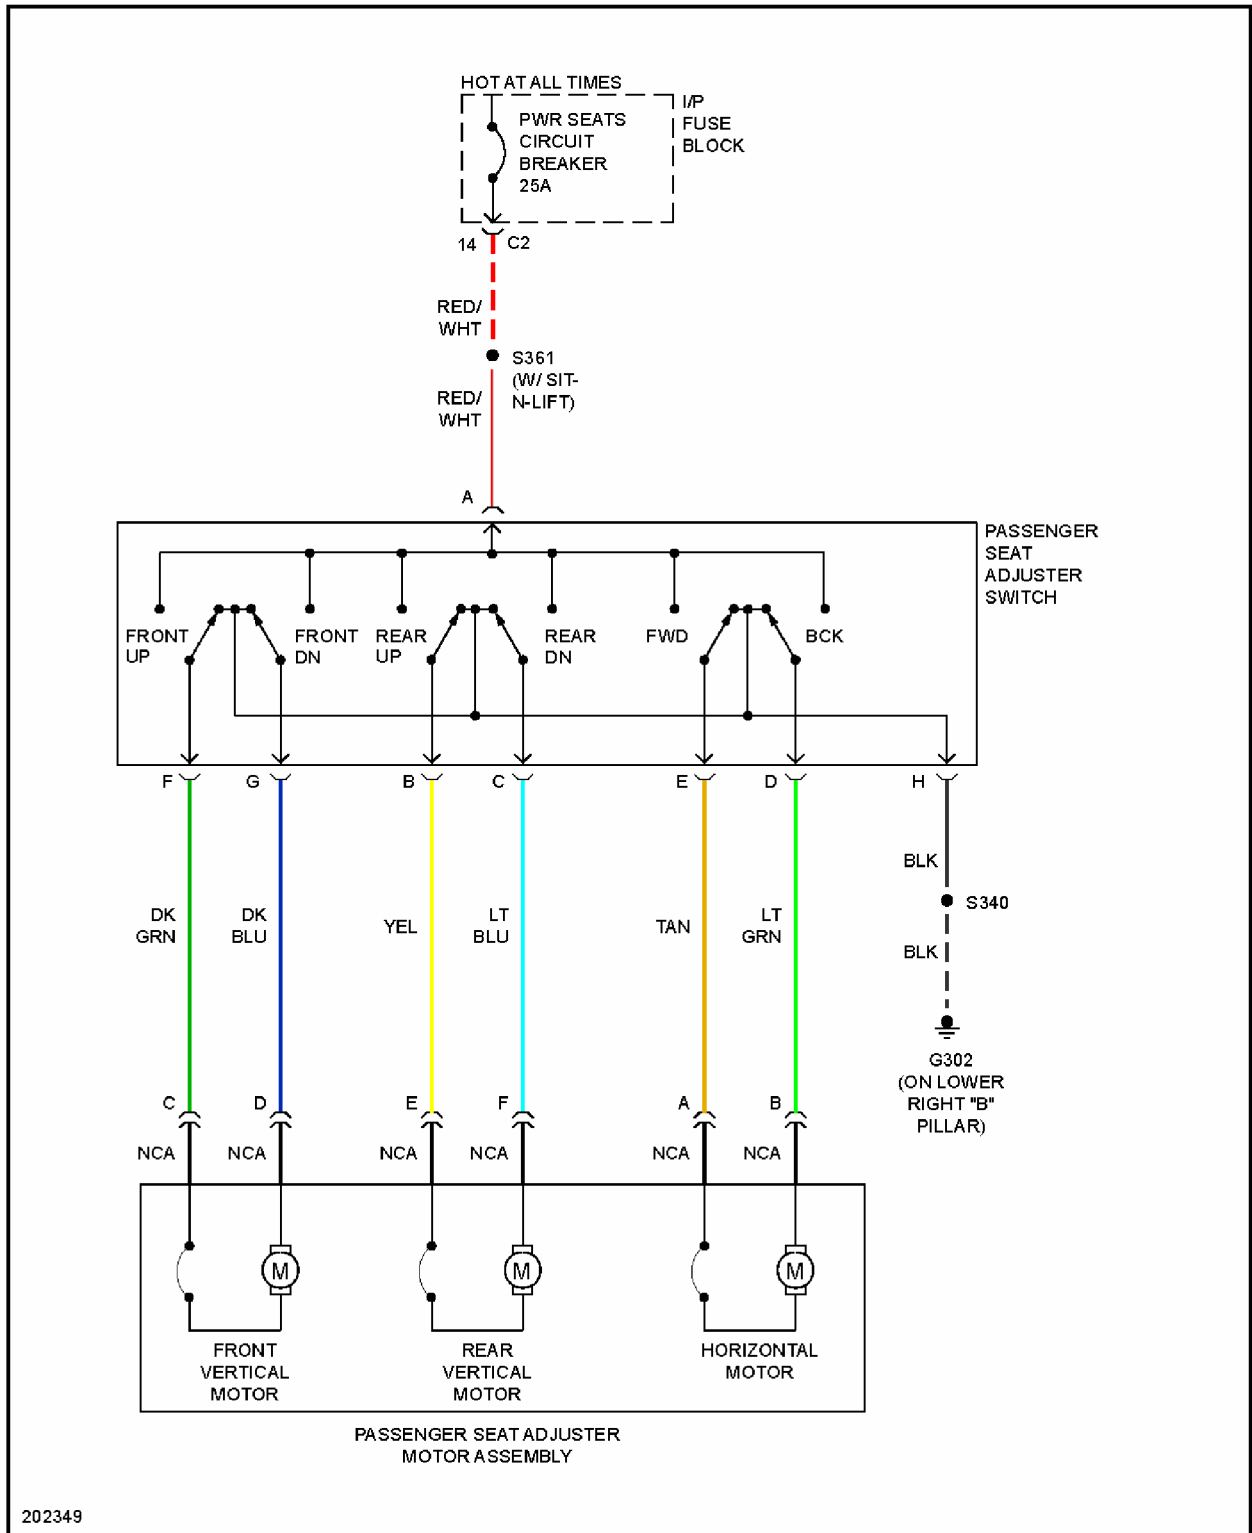 HOT AT ALL TIMES
I/P
FUSE
BLOCK
PWR SEATS
CIRCUIT
BREAKER
25A
14
C2
RED/
WHT
S361
(W/ SIT-
N-LIFT)
RED/
WHT
A
PASSENGER
SEAT
ADJUSTER
SWITCH
FRONT
UP
FRONT
DN
REAR
UP
REAR
DN
FWD
BCK
F
G
B
C
E
D
H
DK
GRN
DK
BLU
YEL
LT
BLU
TAN
LT
GRN
BLK
S340
BLK
G302
(ON LOWER
RIGHT "B"
PILLAR)
C
D
E
F
A
B
NCA
NCA
NCA
NCA
NCA
NCA
M
M
M
FRONT
VERTICAL
MOTOR
REAR
VERTICAL
MOTOR
HORIZONTAL
MOTOR
PASSENGER SEAT ADJUSTER
MOTOR ASSEMBLY
202349